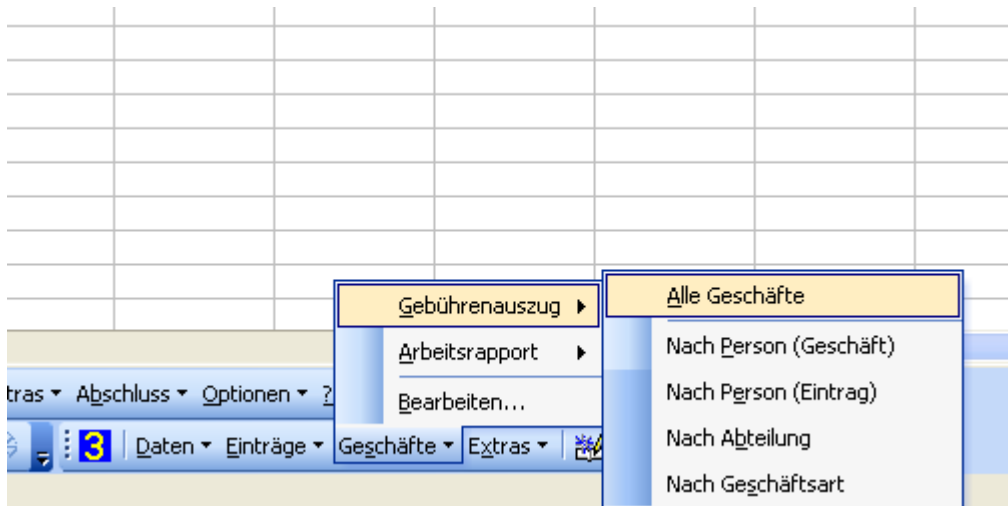 Gebührenauszug
Arbeitsrapport
Bearbeiten...
Alle Geschäfte
Nach Person (Geschäft)
Nach Person (Eintrag)
Nach Abteilung
Nach Geschäftsart
Abschluss Optionen ?
3 Daten Einträge Geschäfte Extras